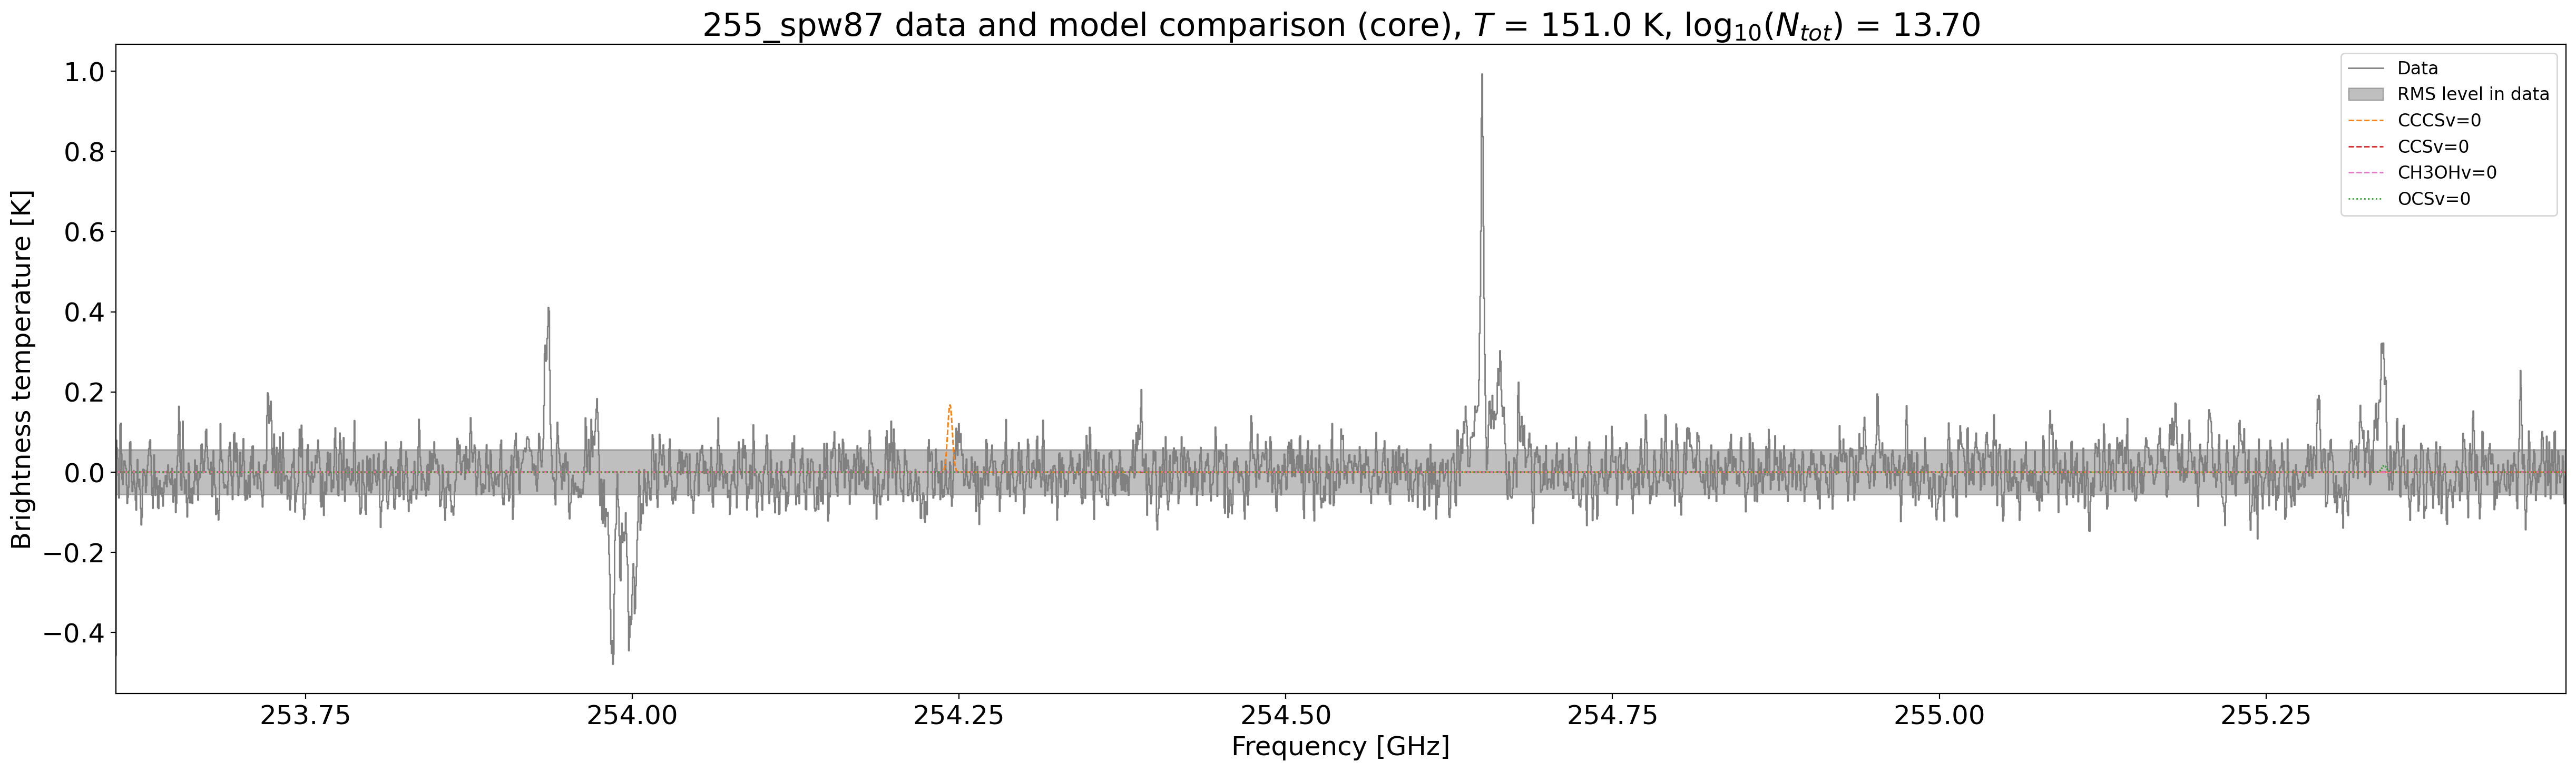 255_spw87 data and model comparison (core), T = 151.0 K, log₁₀(Nₜₒₜ) = 13.70
Brightness temperature [K]
1.0
0.8
0.6
0.4
0.2
0.0
−0.2
−0.4
Data
RMS level in data
CCCSv=0
CCSv=0
CH3OHv=0
OCSv=0
253.75 254.00 254.25 254.50 254.75 255.00 255.25
Frequency [GHz]